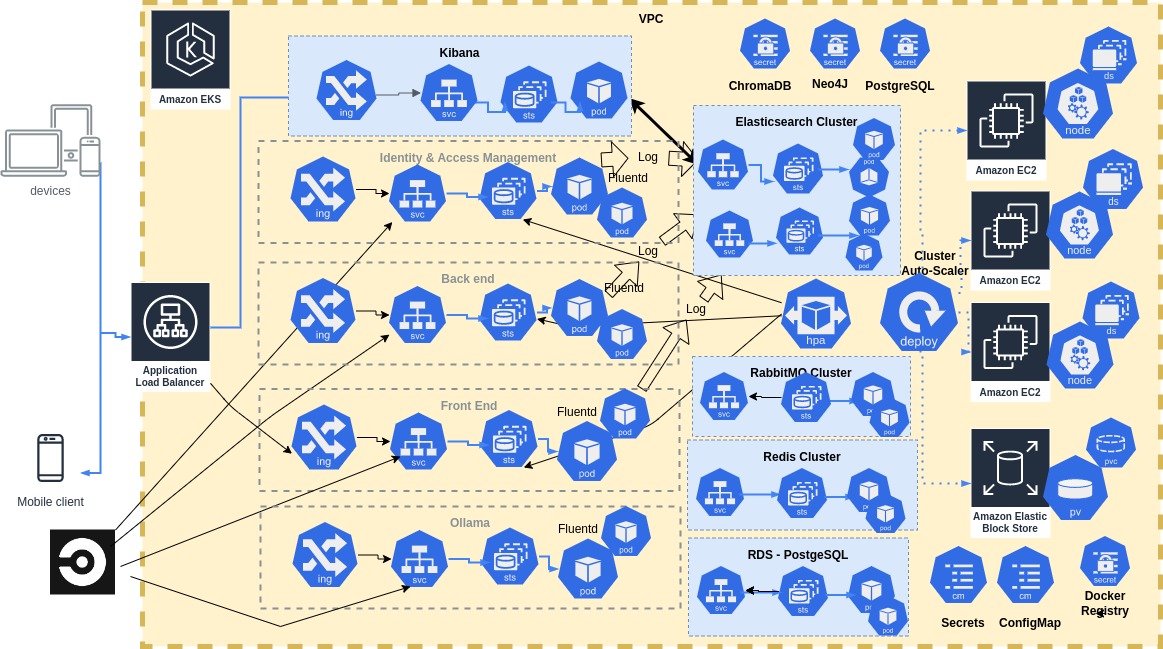 VPC
Amazon EKS
Kibana
ing
svc
sts
pod
secret
secret
secret
ChromaDB
Neo4J
PostgreSQL
ds
node
Amazon EC2
Elasticsearch Cluster
svc
sts
pod
pod
svc
sts
pod
pod
Identity & Access Management
Log
Fluentd
ing
svc
sts
pod
pod
devices
ds
node
Amazon EC2
Log
Cluster
Auto-Scaler
Back end
Fluentd
ing
svc
sts
pod
pod
Log
hpa
deploy
ds
node
Amazon EC2
Application
Load Balancer
RabbitMQ Cluster
svc
sts
pod
Front End
Fluentd
ing
svc
sts
pod
pod
Redis Cluster
svc
sts
pod
pvc
pv
Amazon Elastic
Block Store
Mobile client
Ollama
Fluentd
ing
svc
sts
pod
pod
RDS - PostgeSQL
svc
sts
pod
cm
cm
secret
Secrets
ConfigMap
Docker
Registry